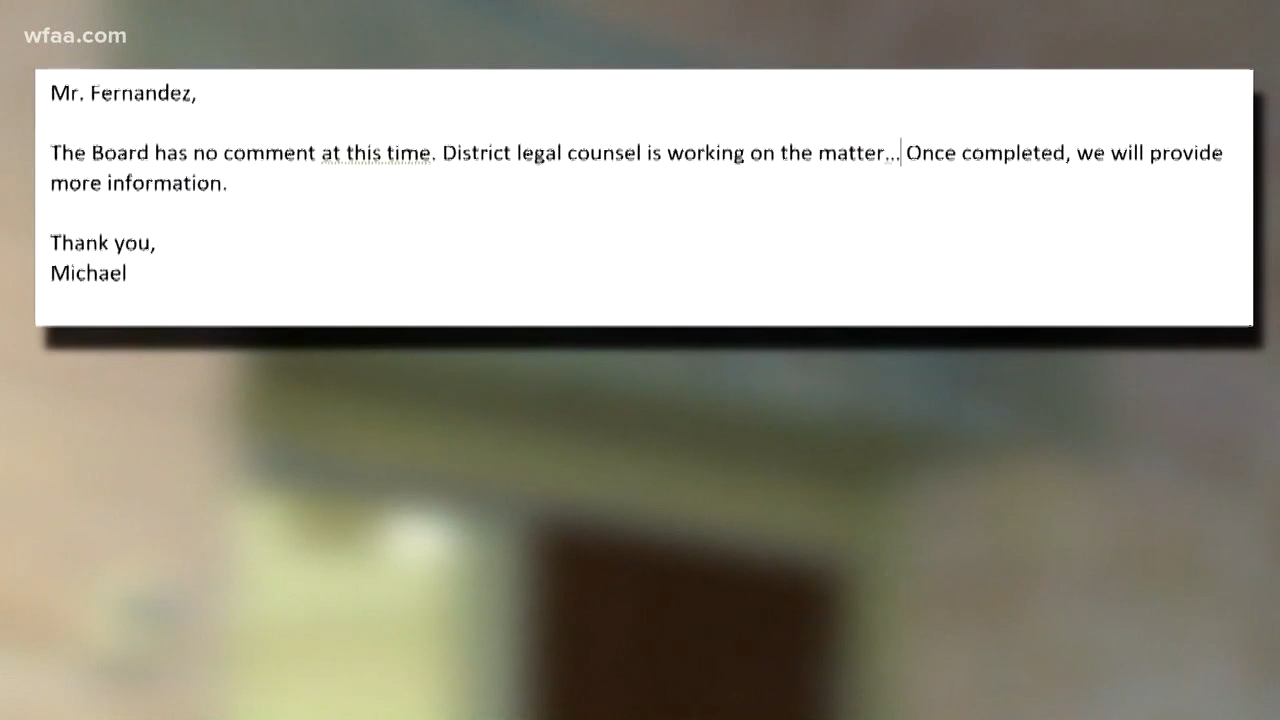 wfaa.com
Mr. Fernandez,
The Board has no comment at this time. District legal counsel is working on the matter... Once completed, we will provide
more information.
Thank you,
Michael